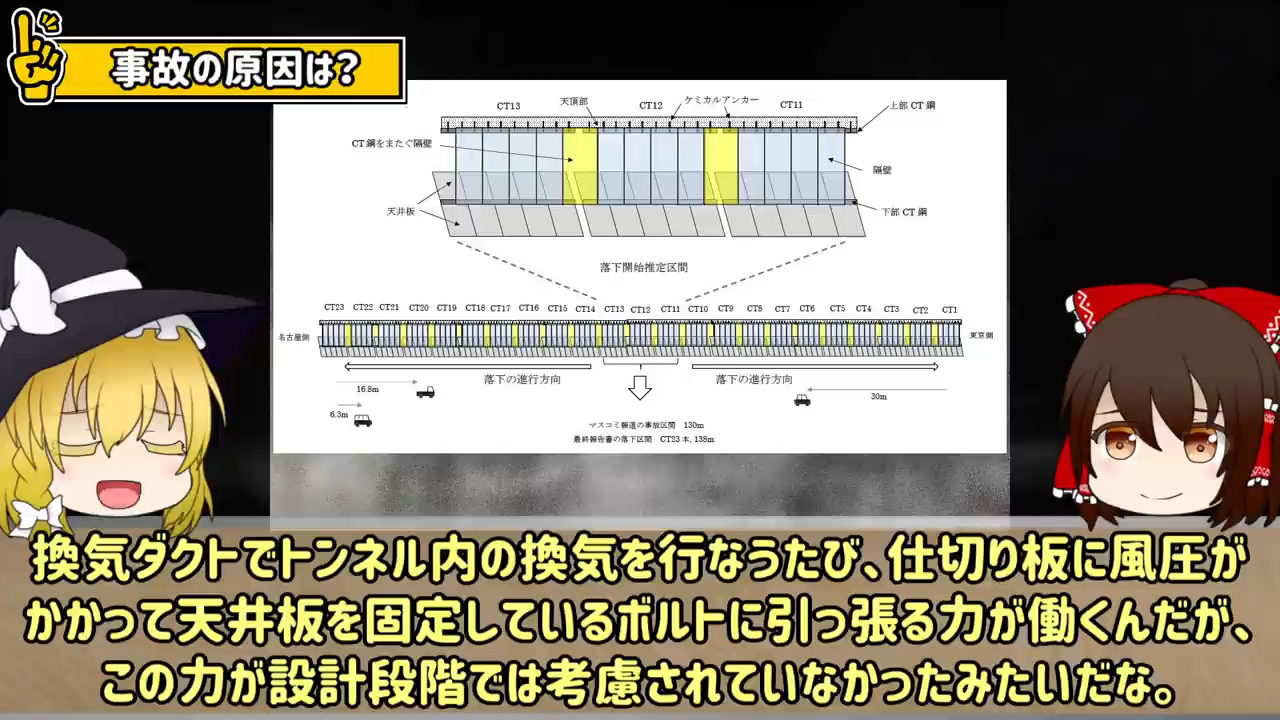 事故の原因は?
CT13 天頂部 CT12 ケミカルアンカー CT11 上部CT鋼
CT鋼をまたぐ隔壁
隔壁
天井板
下部CT鋼
落下開始推定区間
CT23 CT22 CT21 CT20 CT19 CT18 CT17 CT16 CT15 CT14 CT13 CT12 CT11 CT10 CT9 CT8 CT7 CT6 CT5 CT4 CT3 CT2 CT1
名古屋側 東京側
落下の進行方向 落下の進行方向
16.8m
30m
6.3m
マスコミ報道の事故区間 130m
最終報告書の落下区間 CT23本, 138m
換気ダクトでトンネル内の換気を行なうたび、仕切り板に風圧が
かかって天井板を固定しているボルトに引っ張る力が働くんだが、
この力が設計段階では考慮されていなかったみたいだな。